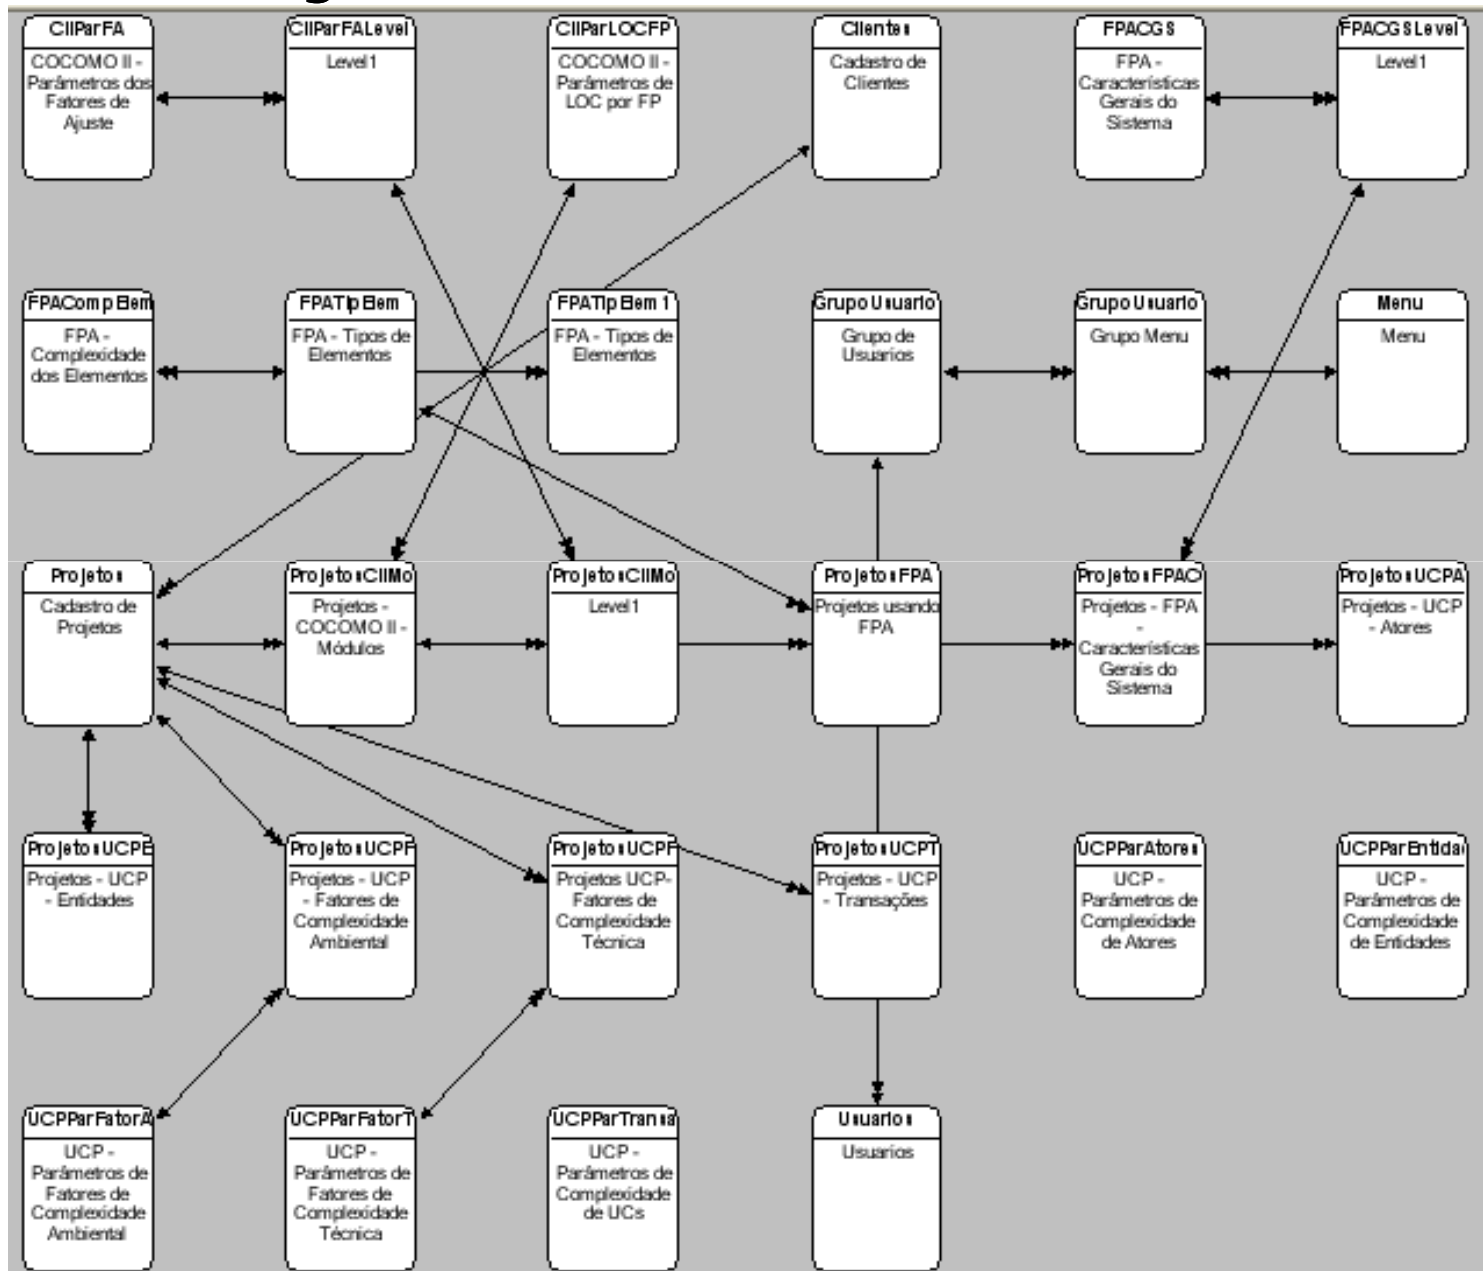 CIIParFA
COCOMO II -
Parâmetros dos
Fatores de
Ajuste
CIIParFALevel
Level1
CIIParLOCFP
COCOMO II -
Parâmetros de
LOC por FP
Clientes
Cadastro de
Clientes
FPACGS
FPA -
Características
Gerais do
Sistema
FPACGSLevel
Level1
FPACompElem
FPA -
Complexidade
dos Elementos
FPATipElem
FPA - Tipos de
Elementos
FPATipElem1
FPA - Tipos de
Elementos
GrupoUsuario
Grupo de
Usuarios
GrupoUsuario
Grupo Menu
Menu
Menu
Projetos
Cadastro de
Projetos
ProjetosCIIMo
Projetos -
COCOMO II -
Módulos
ProjetosCIIMo
Level1
ProjetosFPA
Projetos usando
FPA
ProjetosFPAC
Projetos - FPA
-
Características
Gerais do
Sistema
ProjetosUCPA
Projetos - UCP
- Atores
ProjetosUCPE
Projetos - UCP
- Entidades
ProjetosUCPF
Projetos - UCP
- Fatores de
Complexidade
Ambiental
ProjetosUCPF
Projetos UCP-
Fatores de
Complexidade
Técnica
ProjetosUCPT
Projetos - UCP
- Transações
UCPParAtores
UCP -
Parâmetros de
Complexidade
de Atores
UCPParEntida
UCP -
Parâmetros de
Complexidade
de Entidades
UCPParFatorA
UCP -
Parâmetros de
Fatores de
Complexidade
Ambiental
UCPParFatorT
UCP -
Parâmetros de
Fatores de
Complexidade
Técnica
UCPParTransa
UCP -
Parâmetros de
Complexidade
de UCs
Usuarios
Usuarios